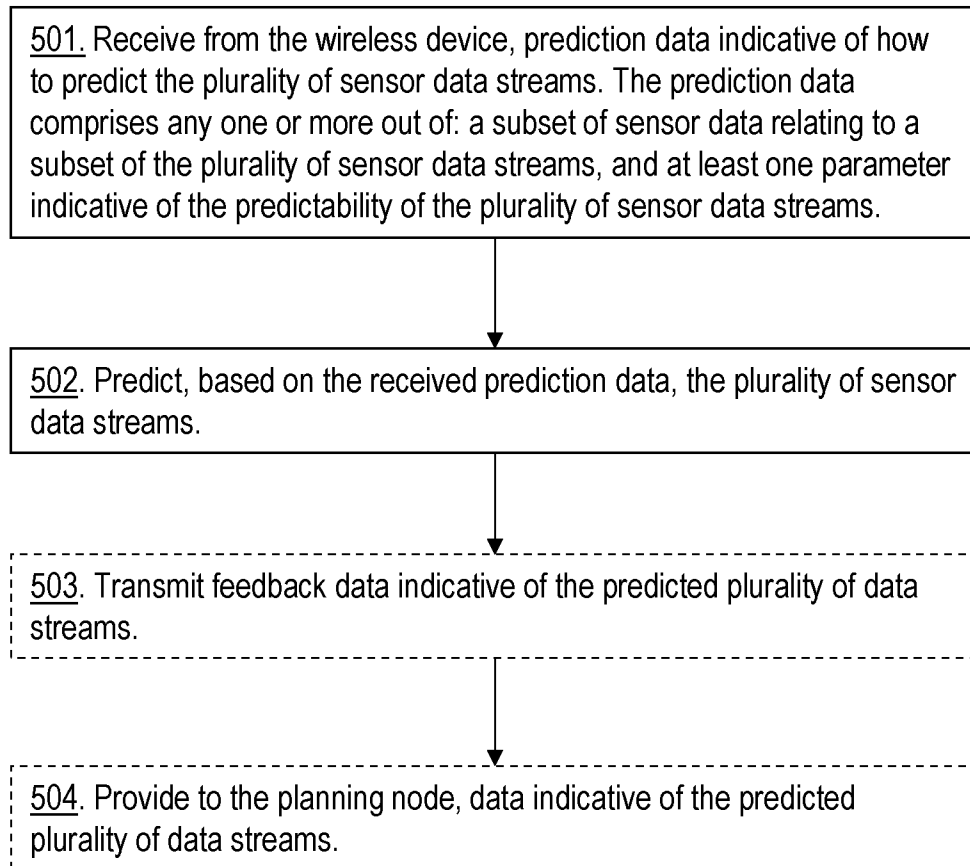 501. Receive from the wireless device, prediction data indicative of how
to predict the plurality of sensor data streams. The prediction data
comprises any one or more out of: a subset of sensor data relating to a
subset of the plurality of sensor data streams, and at least one parameter
indicative of the predictability of the plurality of sensor data streams.
502. Predict, based on the received prediction data, the plurality of sensor
data streams.
503. Transmit feedback data indicative of the predicted plurality of data
streams.
504. Provide to the planning node, data indicative of the predicted
plurality of data streams.